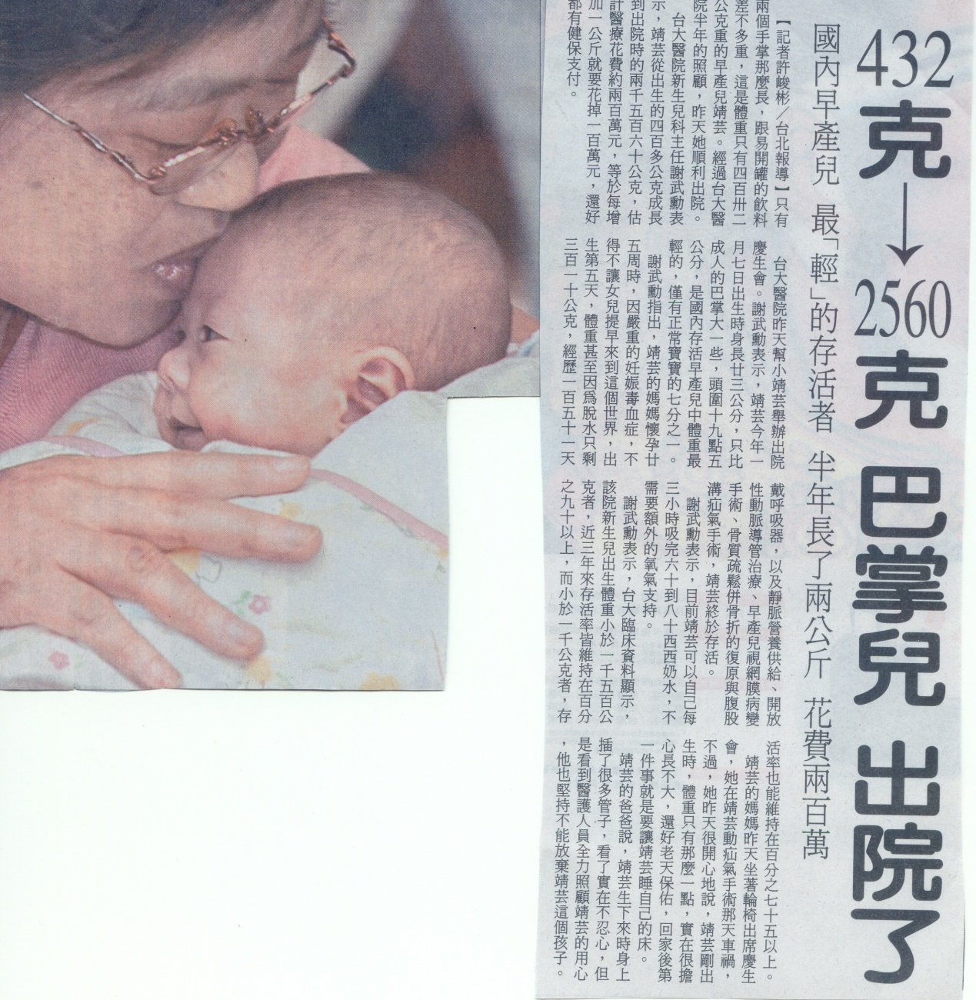 432克→2560克 巴掌兒 出院了
國內早產兒 最「輕」的存活者 半年長了兩公斤 花費兩百萬
【記者許峻彬／台北報導】只有
兩個手掌那麼長，跟易開罐的飲料
差不多重，這是體重只有四百卅二
公克重的早產兒靖芸。經過台大醫
院半年的照顧，昨天她順利出院。
台大醫院新生兒科主任謝武勳表
示，靖芸從出生的四百多公克成長
到出院時的兩千五百六十公克，估
計醫療花費約兩百萬元，等於每增
加一公斤就要花掉一百萬元，還好
都有健保支付。
台大醫院昨天幫小靖芸舉辦出院
慶生會。謝武勳表示，靖芸今年一
月七日出生時身長廿三公分，只比
成人的巴掌大一些，頭圍十九點五
公分，是國內存活早產兒中體重最
輕的，僅有正常寶寶的七分之一。
謝武勳指出，靖芸的媽媽懷孕廿
五周時，因嚴重的妊娠毒血症，不
得不讓女兒提早來到這個世界，出
生第五天，體重甚至因為脫水只剩
三百一十公克，經歷一百五十一天
戴呼吸器，以及靜脈營養供給、開放
性動脈導管治療、早產兒視網膜病變
手術、骨質疏鬆併骨折的復原與腹股
溝疝氣手術，靖芸終於存活。
謝武勳表示，目前靖芸可以自己每
三小時吸完六十到八十西西奶水，不
需要額外的氧氣支持。
謝武勳表示，台大臨床資料顯示，
該院新生兒出生體重小於一千五百公
克者，近三年來存活率皆維持在百分
之九十以上，而小於一千公克者，存
活率也能維持在百分之七十五以上。
靖芸的媽媽昨天坐著輪椅出席慶生
會，她在靖芸動疝氣手術那天車禍，
不過，她昨天很開心地說，靖芸剛出
生時，體重只有那麼一點，實在很擔
心長不大，還好老天保佑，回家後第
一件事就是要讓靖芸睡自己的床。
靖芸的爸爸說，靖芸生下來時身上
插了很多管子，看了實在不忍心，但
是看到醫護人員全力照顧靖芸的用心
，他也堅持不能放棄靖芸這個孩子。